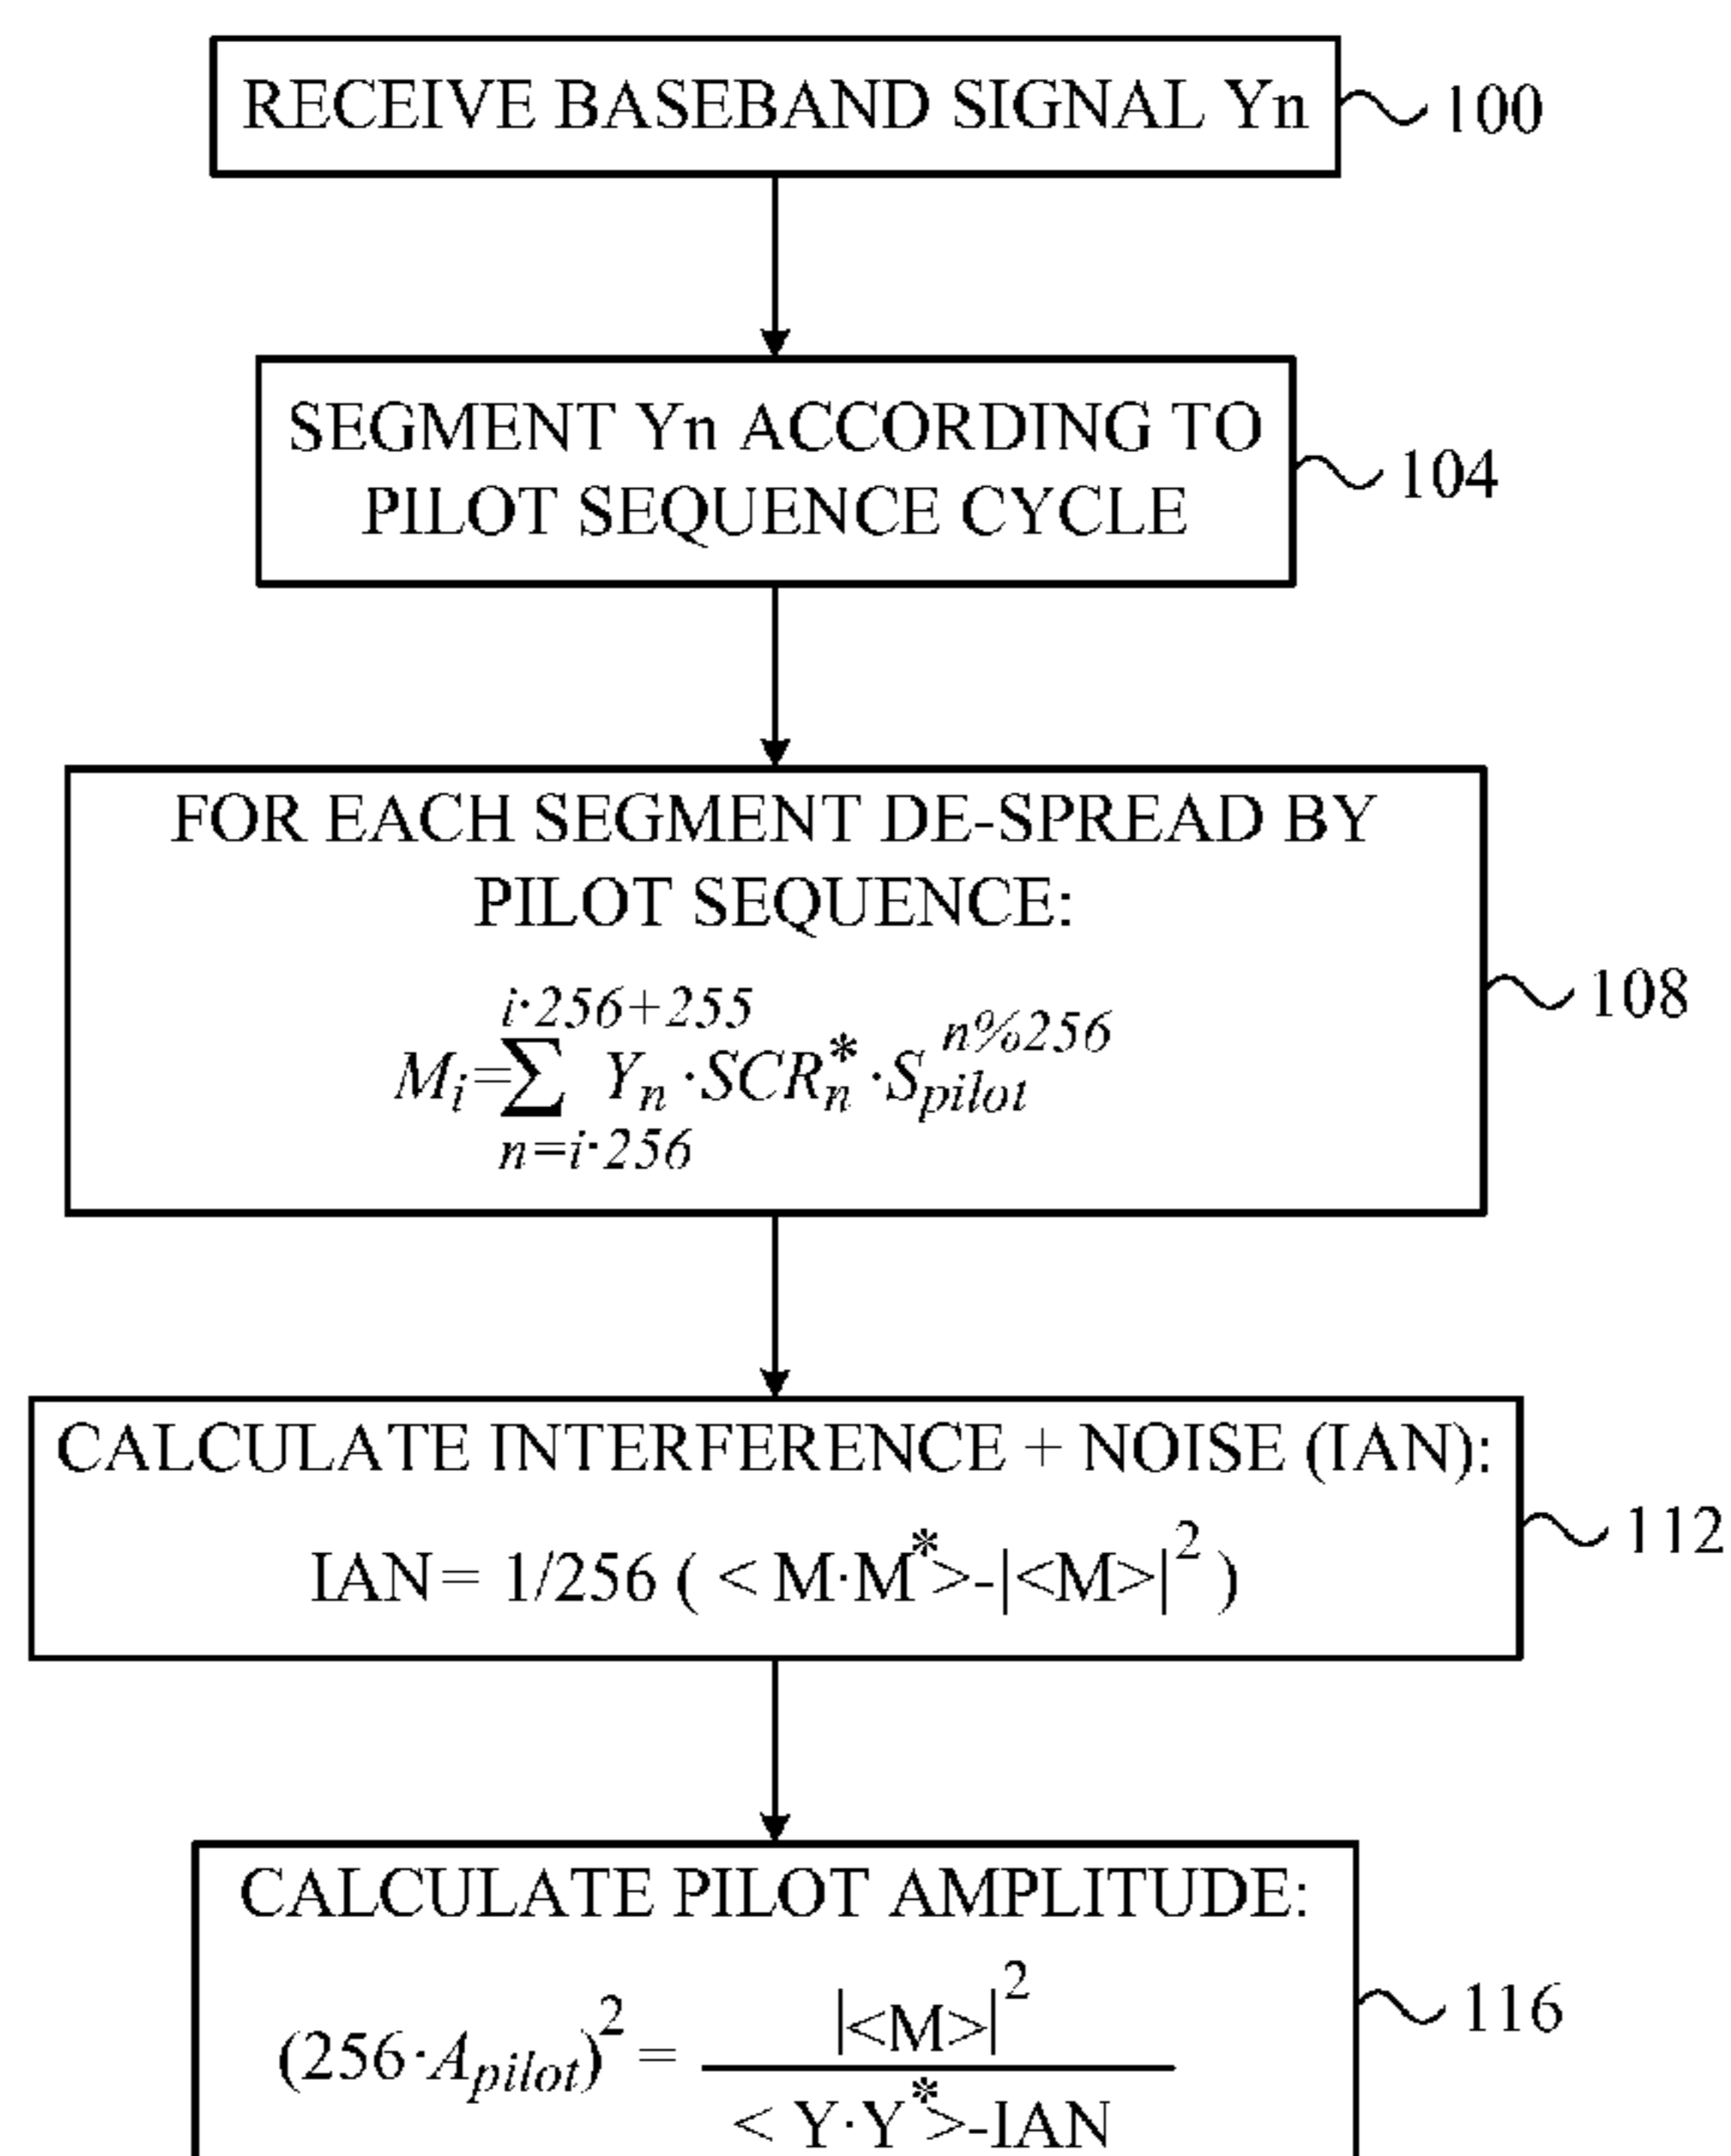 RECEIVE BASEBAND SIGNAL Yn
100
SEGMENT Yn ACCORDING TO
PILOT SEQUENCE CYCLE
104
FOR EACH SEGMENT DE-SPREAD BY
PILOT SEQUENCE:
i·256+255
M_i=∑ Y_n·SCR_n^*·S_pilot^n%256
n=i·256
108
CALCULATE INTERFERENCE + NOISE (IAN):
IAN= 1/256 ( <M·M^*>-|<M>|^2 )
112
CALCULATE PILOT AMPLITUDE:
|<M>|^2
(256·A_pilot)^2 =
< Y·Y^*>-IAN
116